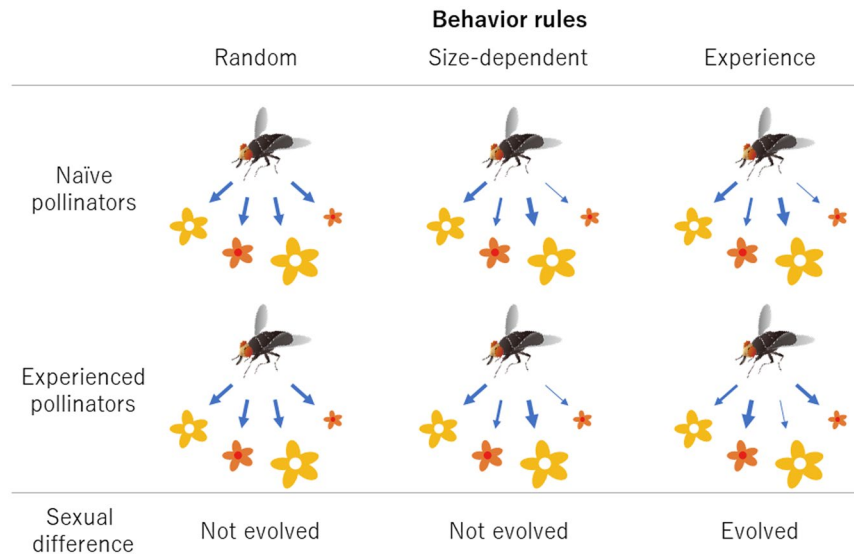 Behavior rules
Random Size-dependent Experience
Naïve
pollinators
Experienced
pollinators
Sexual
difference
Not evolved Not evolved Evolved